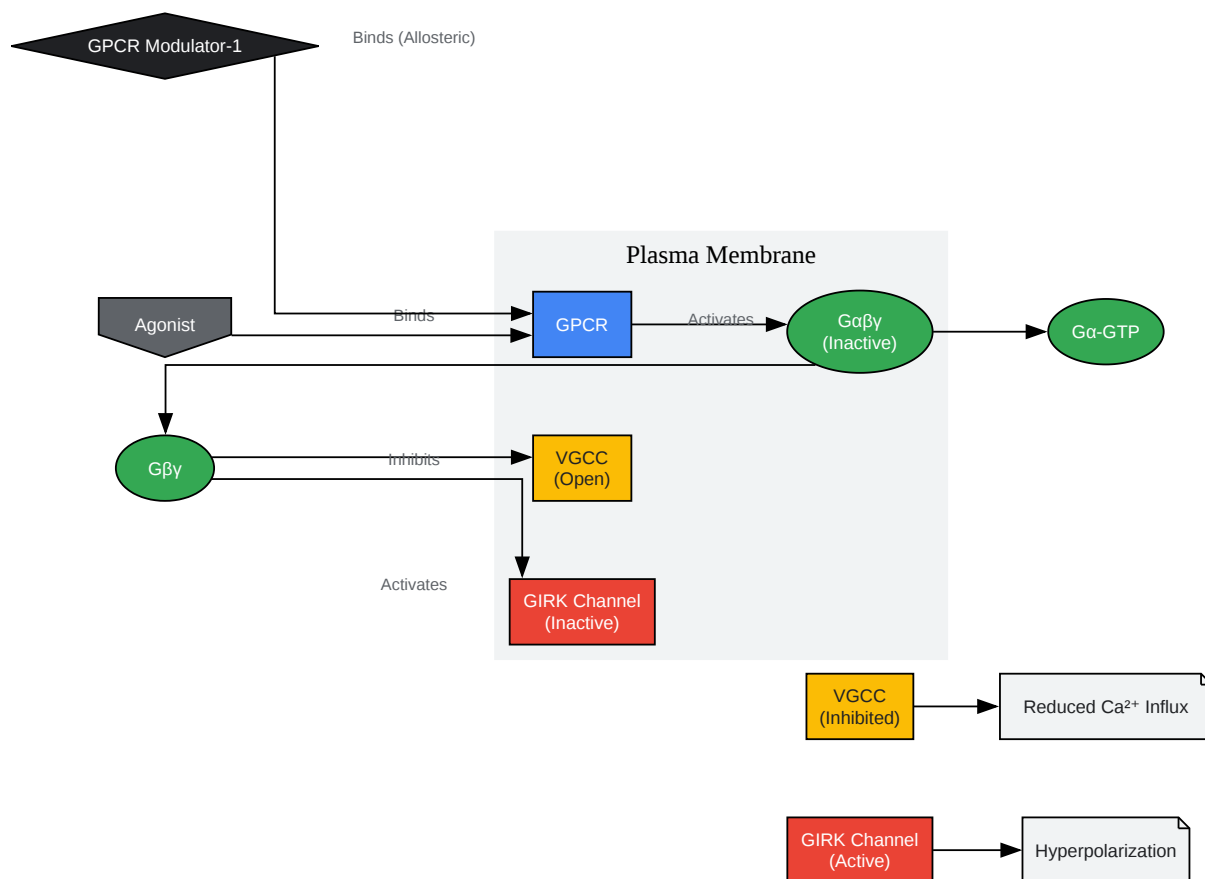 GPCR Modulator-1
Binds (Allosteric)
Plasma Membrane
Agonist
Binds
GPCR
Activates
Gαβγ
(Inactive)
Gα-GTP
Gβγ
Inhibits
VGCC
(Open)
Activates
GIRK Channel
(Inactive)
VGCC
(Inhibited)
Reduced Ca²⁺ Influx
GIRK Channel
(Active)
Hyperpolarization